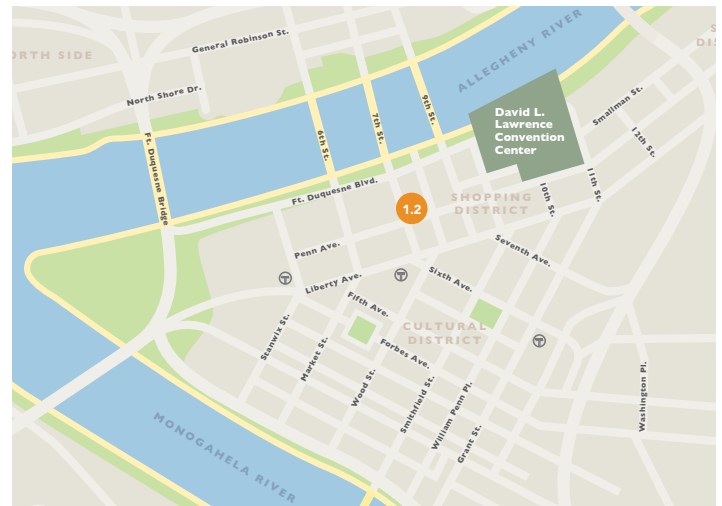 General Robinson St.
ALLEGHENY RIVER
ORTH SIDE
S
DIS
North Shore Dr.
David L.
Lawrence
Convention
Center
Smallman St.
6th St.
7th St.
9th St.
12th St.
Ft. Duquesne Bridge
Ft. Duquesne Blvd.
11th St.
10th St.
1.2
SHOPPING
DISTRICT
Penn Ave.
Seventh Ave.
Liberty Ave.
T
T
Sixth Ave.
Fifth Ave.
CULTURAL
DISTRICT
T
Stanwix St.
Market St.
Forbes Ave.
Wood St.
Smithfield St.
William Penn Pl.
Washington Pl.
Grant St.
MONOGAHELA RIVER